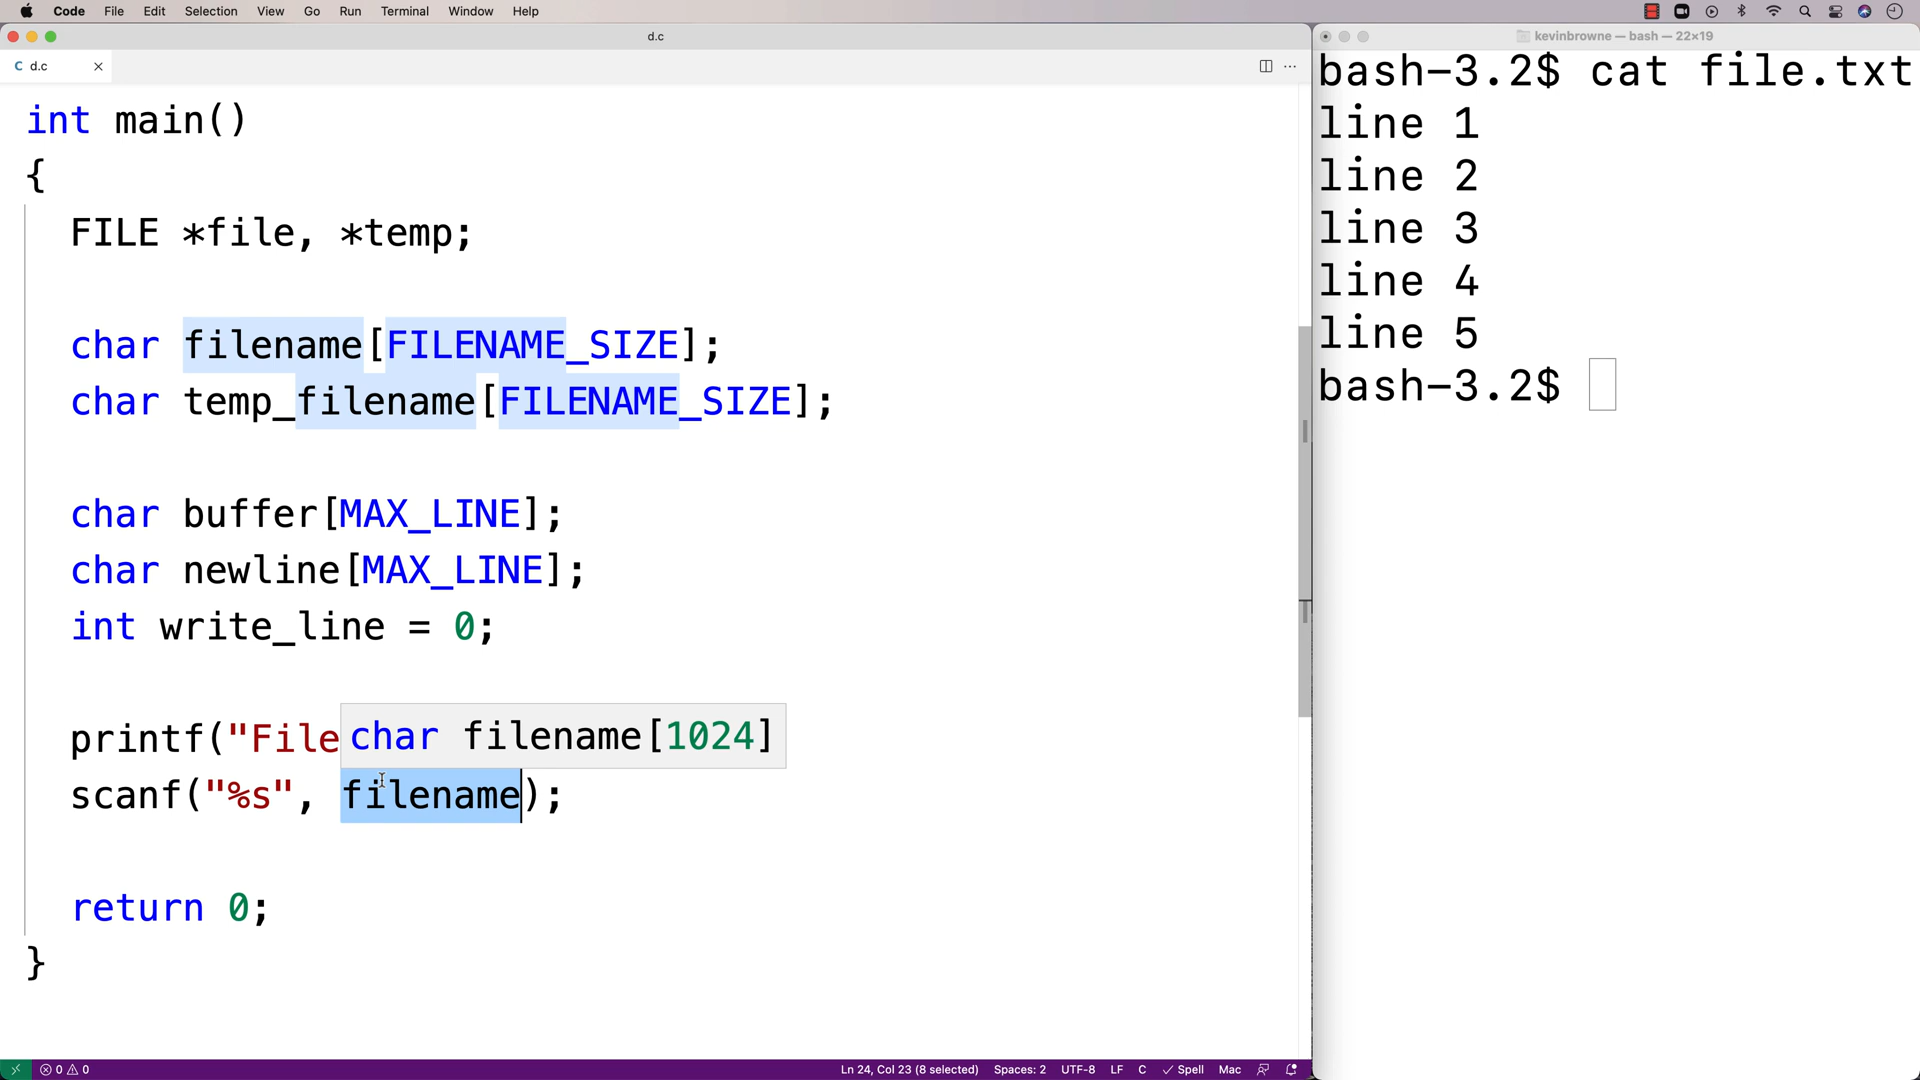 Code File Edit Selection View Go Run Terminal Window Help
d.c
C d.c
int main()
{
FILE *file, *temp;
char filename[FILENAME_SIZE];
char temp_filename[FILENAME_SIZE];
char buffer[MAX_LINE];
char newline[MAX_LINE];
int write_line = 0;
printf("File
char filename[1024]
scanf("%s", filename);
return 0;
}
0 0
Ln 24, Col 23 (8 selected) Spaces: 2 UTF-8 LF C Spell Mac
kevinbrowne — bash — 22×19
bash-3.2$ cat file.txt
line 1
line 2
line 3
line 4
line 5
bash-3.2$